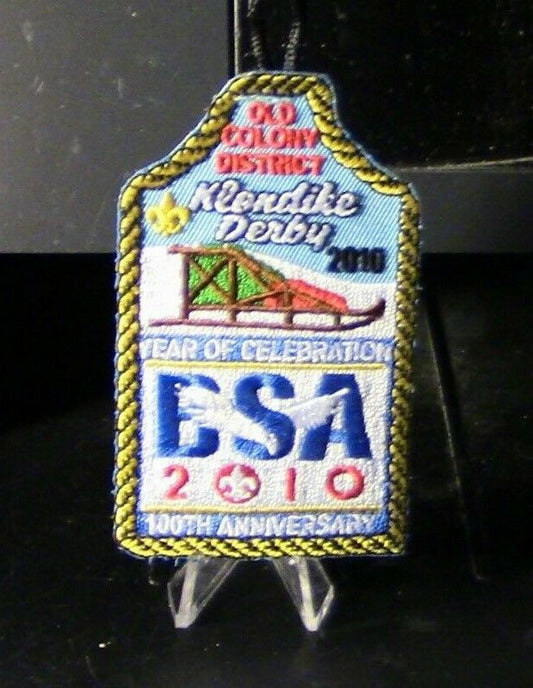 OLD
COLONY
DISTRICT
Klondike
Derby
2010
YEAR OF CELEBRATION
BSA
2010
100TH ANNIVERSARY